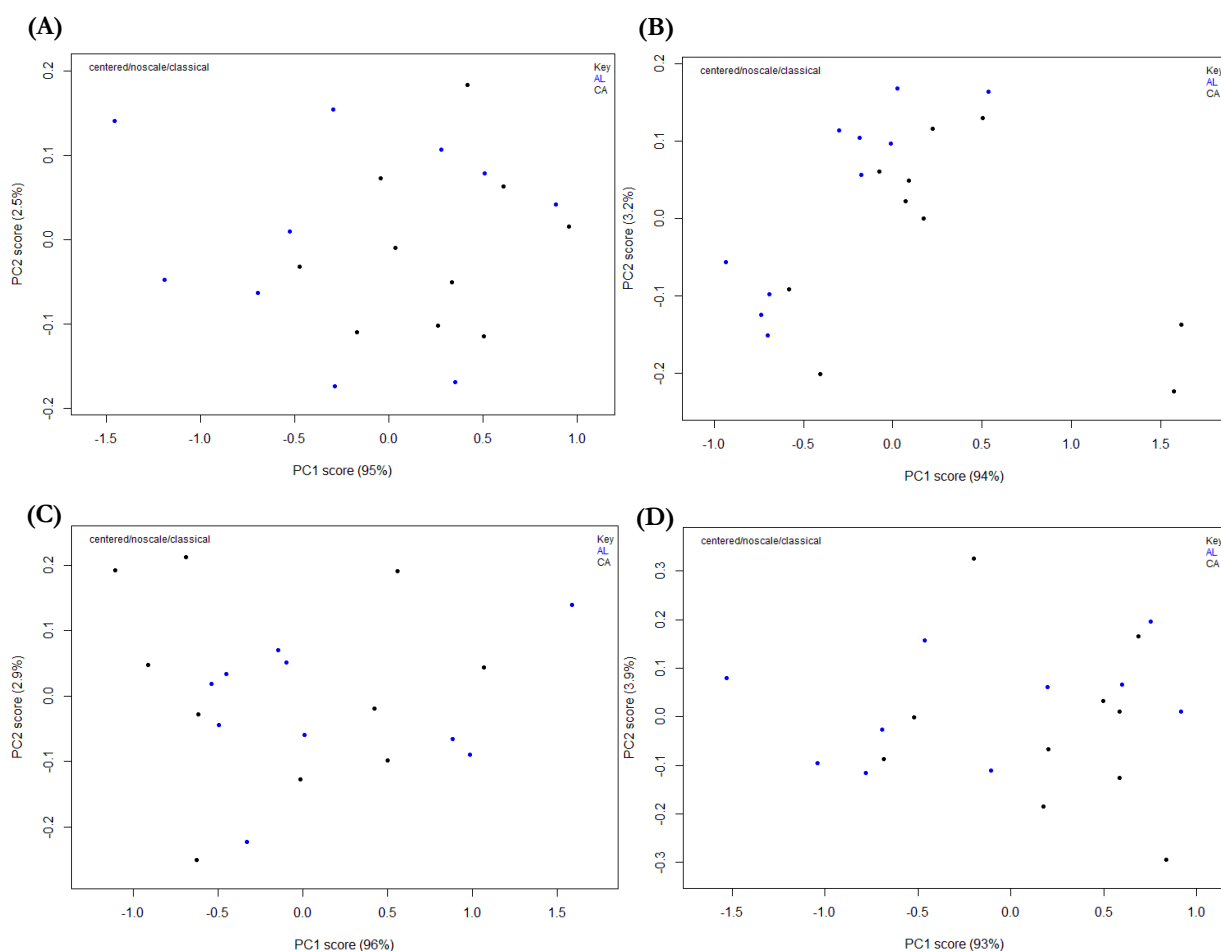 (A)
centered/noscale/classical
Key
AL
CA
PC2 score (2.5%)
0.2
0.1
0.0
-0.1
-0.2
-1.5 -1.0 -0.5 0.0 0.5 1.0
PC1 score (95%)
(B)
centered/noscale/classical
Key
AL
CA
PC2 score (3.2%)
0.2
0.1
0.0
-0.1
-0.2
-1.0 -0.5 0.0 0.5 1.0 1.5
PC1 score (94%)
(C)
centered/noscale/classical
Key
AL
CA
PC2 score (2.9%)
0.2
0.1
0.0
-0.1
-0.2
-1.0 -0.5 0.0 0.5 1.0 1.5
PC1 score (96%)
(D)
centered/noscale/classical
Key
AL
CA
PC2 score (3.9%)
0.3
0.2
0.1
0.0
-0.1
-0.2
-0.3
-1.5 -1.0 -0.5 0.0 0.5 1.0
PC1 score (93%)